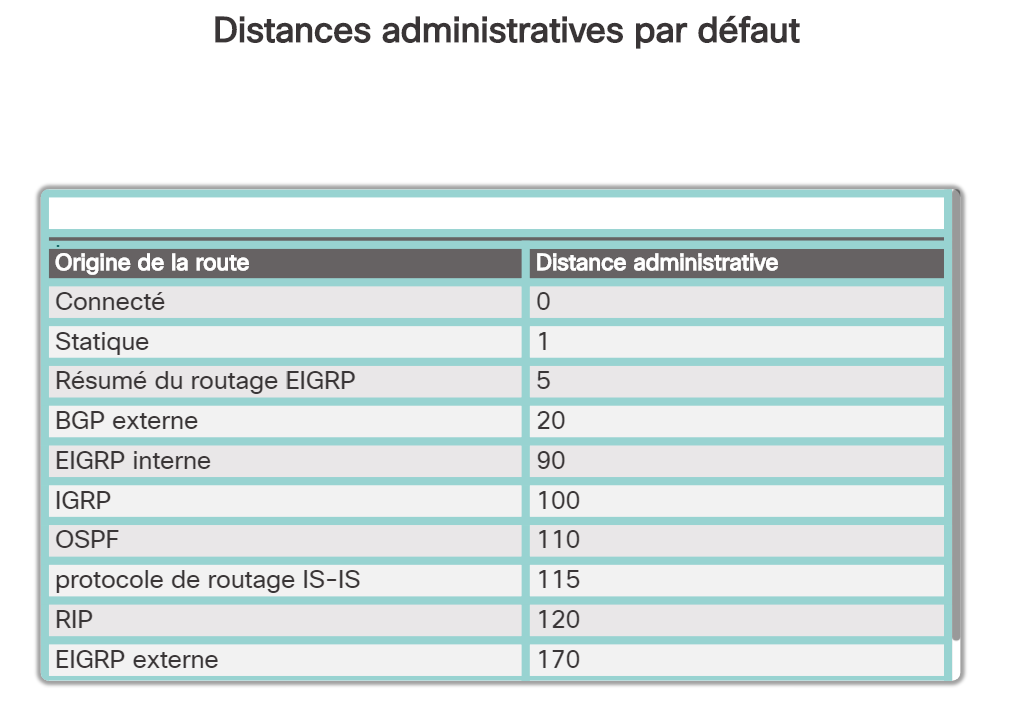 Distances administratives par défaut
Origine de la route Distance administrative
Connecté 0
Statique 1
Résumé du routage EIGRP 5
BGP externe 20
EIGRP interne 90
IGRP 100
OSPF 110
protocole de routage IS-IS 115
RIP 120
EIGRP externe 170